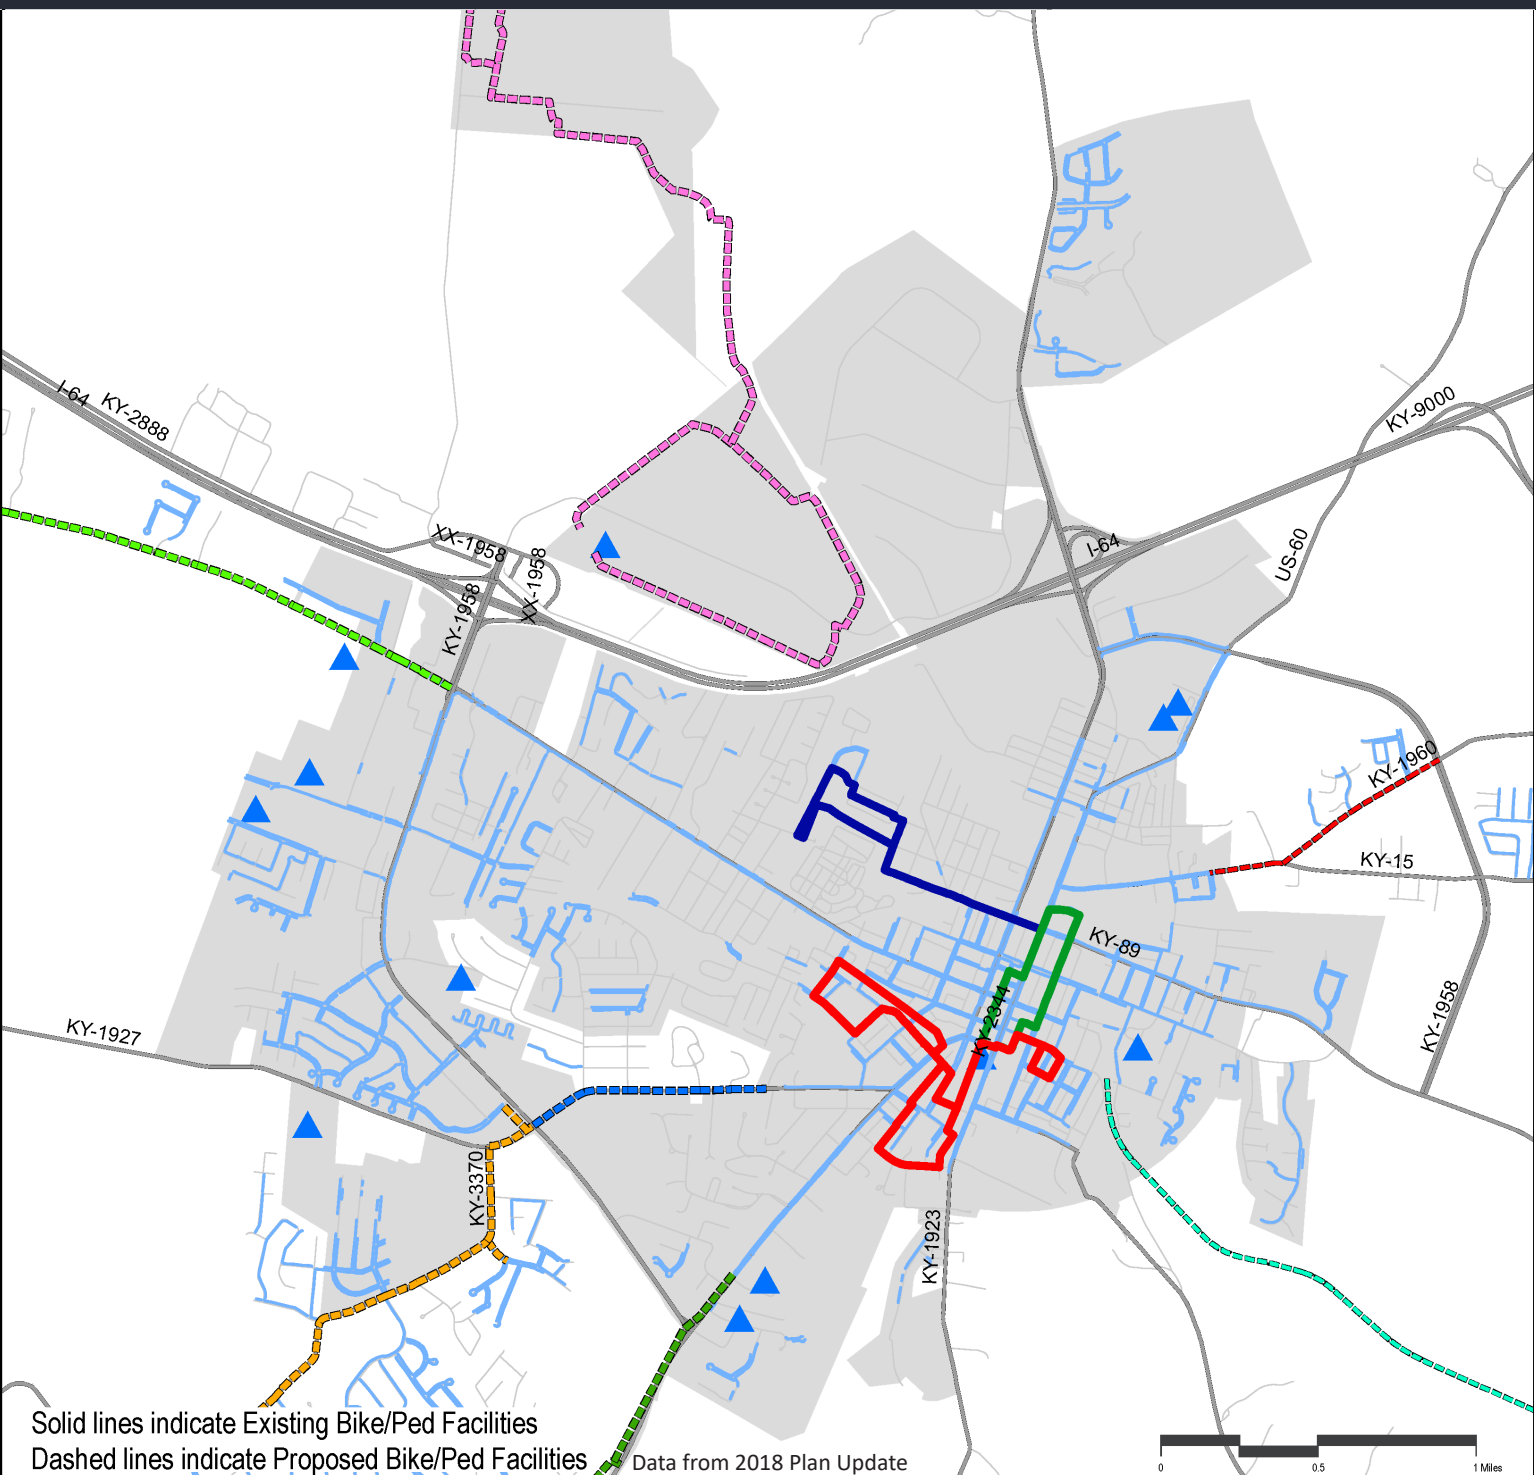 I-64
KY-2888
KY-9000
XX-1958
I-64
US-60
XX-1958
KY-1958
KY-1960
KY-15
KY-89
KY-2344
KY-1958
KY-1927
KY-3370
KY-1923
Solid lines indicate Existing Bike/Ped Facilities
Dashed lines indicate Proposed Bike/Ped Facilities
Data from 2018 Plan Update
0 0.5 1 Miles